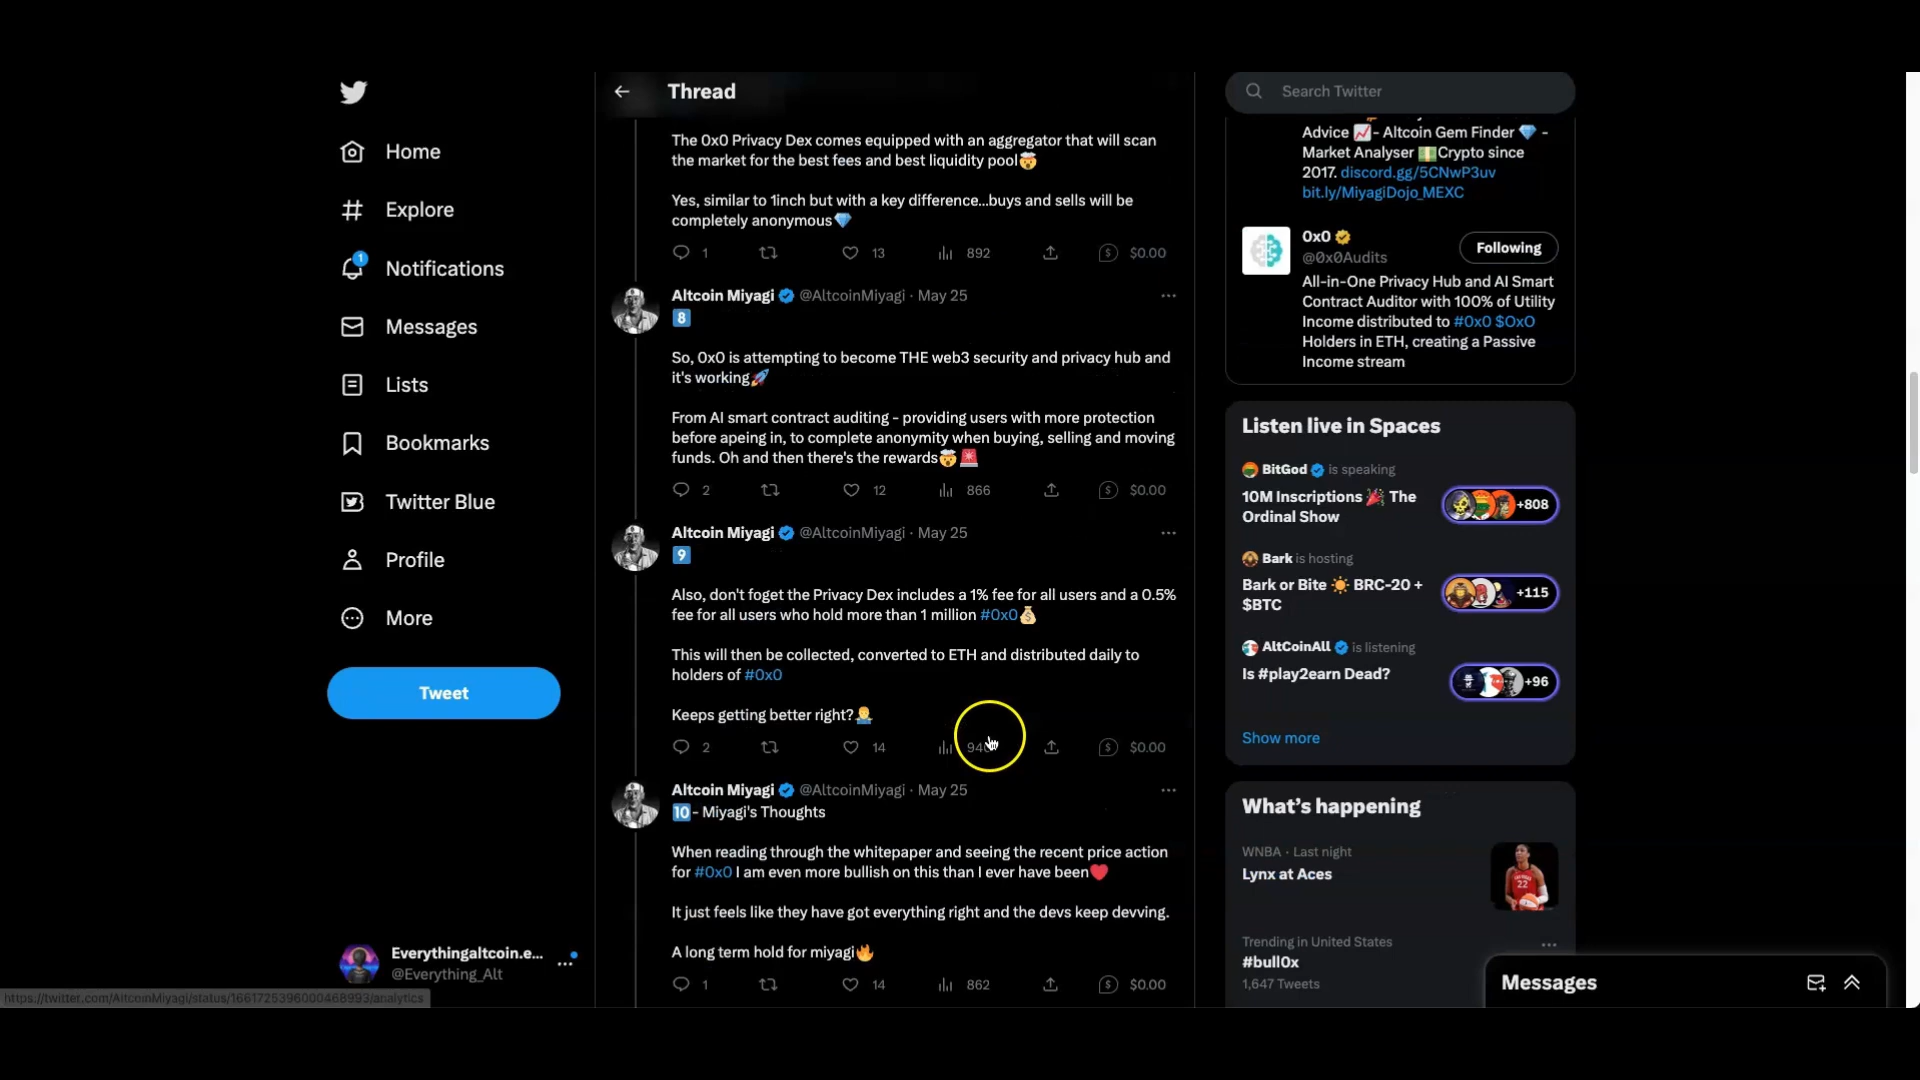 Home
Explore
1
Notifications
Messages
Lists
Bookmarks
Twitter Blue
Profile
More
Tweet
Everythingaltcoin.e...
@Everything_Alt
https://twitter.com/AltcoinMiyagi/status/1661725396000468993/analytics
Thread
The 0x0 Privacy Dex comes equipped with an aggregator that will scan
the market for the best fees and best liquidity pool🤯
Yes, similar to 1inch but with a key difference...buys and sells will be
completely anonymous💎
1 13 892 $0.00
Altcoin Miyagi @AltcoinMiyagi · May 25
8
So, 0x0 is attempting to become THE web3 security and privacy hub and
it's working🚀
From AI smart contract auditing - providing users with more protection
before apeing in, to complete anonymity when buying, selling and moving
funds. Oh and then there's the rewards🤯🚨
2 12 866 $0.00
Altcoin Miyagi @AltcoinMiyagi · May 25
9
Also, don't foget the Privacy Dex includes a 1% fee for all users and a 0.5%
fee for all users who hold more than 1 million #0x0💰
This will then be collected, converted to ETH and distributed daily to
holders of #0x0
Keeps getting better right?💁‍♂️
2 14 $0.00
Altcoin Miyagi @AltcoinMiyagi · May 25
10- Miyagi's Thoughts
When reading through the whitepaper and seeing the recent price action
for #0x0 I am even more bullish on this than I ever have been❤️
It just feels like they have got everything right and the devs keep devving.
A long term hold for miyagi🔥
1 14 862 $0.00
Search Twitter
Advice 📈- Altcoin Gem Finder 💎 -
Market Analyser 💵Crypto since
2017. discord.gg/5CNwP3uv
bit.ly/MiyagiDojo_MEXC
0x0
@0x0Audits
Following
All-in-One Privacy Hub and AI Smart
Contract Auditor with 100% of Utility
Income distributed to #0x0 $OxO
Holders in ETH, creating a Passive
Income stream
Listen live in Spaces
BitGod is speaking
10M Inscriptions 🎉 The
Ordinal Show
+808
Bark is hosting
Bark or Bite ☀️ BRC-20 +
$BTC
+115
AltCoinAll is listening
Is #play2earn Dead?
+96
Show more
What's happening
WNBA · Last night
Lynx at Aces
Trending in United States
#bull0x
1,647 Tweets
Messages